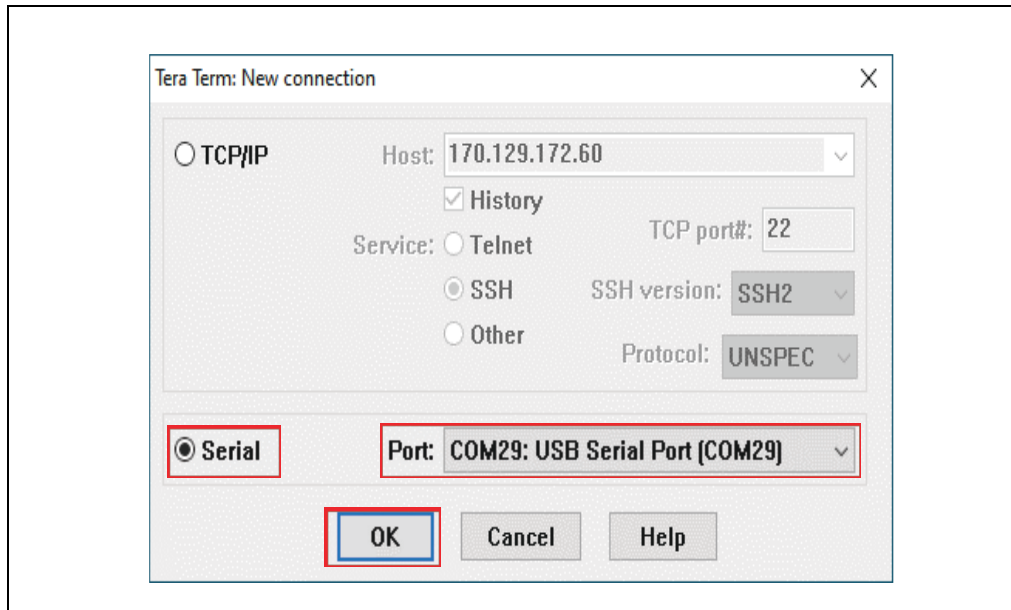 Tera Term: New connection
TCP/IP
Host: 170.129.172.60
History
Service: Telnet
TCP port#: 22
SSH
SSH version: SSH2
Other
Protocol: UNSPEC
Serial
Port: COM29: USB Serial Port (COM29)
OK Cancel Help